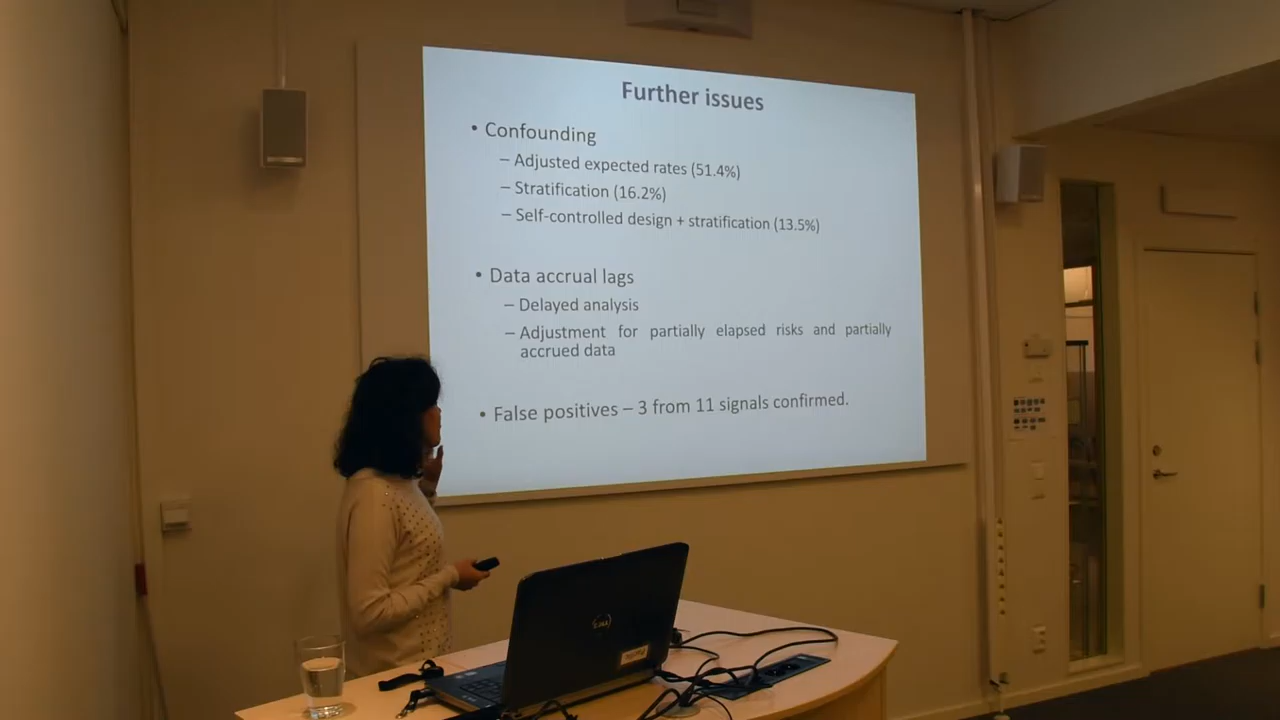 Further issues
• Confounding
– Adjusted expected rates (51.4%)
– Stratification (16.2%)
– Self-controlled design + stratification (13.5%)
• Data accrual lags
– Delayed analysis
– Adjustment for partially elapsed risks and partially
accrued data
• False positives – 3 from 11 signals confirmed.
DELL